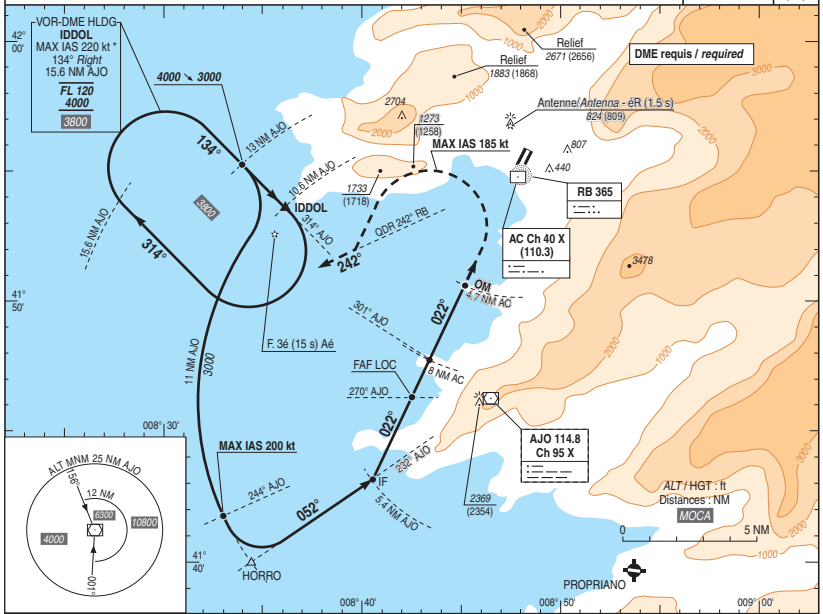 VOR-DME HLDG
IDDOL
MAX IAS 220 kt *
134° Right
15.6 NM AJO
FL 120
4000
3800
42°
00'
4000 ↘ 3000
2000
1000
Relief
2671 (2656)
Relief
1883 (1868)
1000
DME requis / required
3000
2704
2000
1273
(1258)
Antenne/Antenna - éR (1.5 s)
824 (809)
807
440
MAX IAS 185 kt
134°
13 NM AJO
10.6 NM AJO
1733
(1718)
RB 365
3800
IDDOL
314° AJO
QDR 242° RB
15.6 NM AJO
314°
242°
AC Ch 40 X
(110.3)
3478
OM
4.7 NM AC
41°
50'
301° AJO
022°
F. 3é (15 s) Aé
11 NM AJO
3000
FAF LOC
8 NM AC
270° AJO
2000
1000
008° 30'
022°
AJO 114.8
Ch 95 X
MAX IAS 200 kt
232° AJO
IF
244° AJO
052°
5.4 NM AJO
2369
(2354)
3000
ALT / HGT : ft
Distances : NM
MOCA
0
5 NM
2000
1000
ALT MNM 25 NM AJO
156°
12 NM
6300
10800
4000
001°
41°
40'
HORRO
PROPRIANO
008° 40'
008° 50'
009° 00'